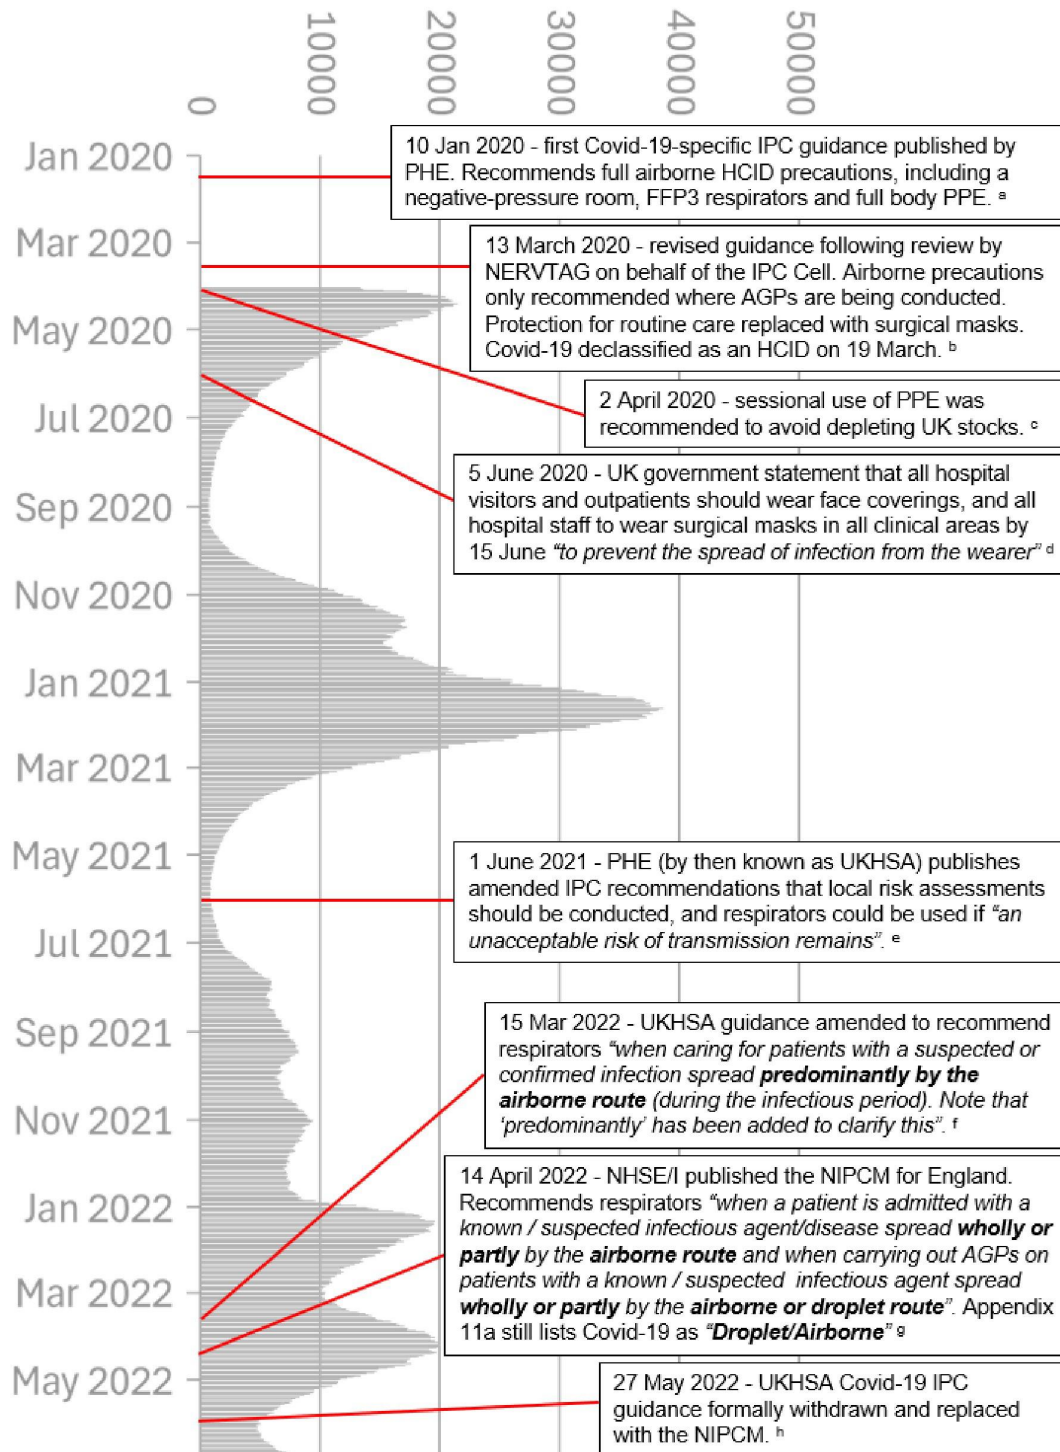 0
10000
20000
30000
40000
50000
Jan 2020
10 Jan 2020 - first Covid-19-specific IPC guidance published by
PHE. Recommends full airborne HCID precautions, including a
negative-pressure room, FFP3 respirators and full body PPE. a
Mar 2020
13 March 2020 - revised guidance following review by
NERVTAG on behalf of the IPC Cell. Airborne precautions
only recommended where AGPs are being conducted.
Protection for routine care replaced with surgical masks.
Covid-19 declassified as an HCID on 19 March. b
May 2020
2 April 2020 - sessional use of PPE was
recommended to avoid depleting UK stocks. c
Jul 2020
5 June 2020 - UK government statement that all hospital
visitors and outpatients should wear face coverings, and all
hospital staff to wear surgical masks in all clinical areas by
15 June “to prevent the spread of infection from the wearer” d
Sep 2020
Nov 2020
Jan 2021
Mar 2021
May 2021
1 June 2021 - PHE (by then known as UKHSA) publishes
amended IPC recommendations that local risk assessments
should be conducted, and respirators could be used if “an
unacceptable risk of transmission remains”. e
Jul 2021
Sep 2021
15 Mar 2022 - UKHSA guidance amended to recommend
respirators “when caring for patients with a suspected or
confirmed infection spread predominantly by the
airborne route (during the infectious period). Note that
‘predominantly’ has been added to clarify this”. f
Nov 2021
14 April 2022 - NHSE/I published the NIPCM for England.
Recommends respirators “when a patient is admitted with a
known / suspected infectious agent/disease spread wholly or
partly by the airborne route and when carrying out AGPs on
patients with a known / suspected infectious agent spread
wholly or partly by the airborne or droplet route”. Appendix
11a still lists Covid-19 as “Droplet/Airborne” g
Jan 2022
Mar 2022
May 2022
27 May 2022 - UKHSA Covid-19 IPC
guidance formally withdrawn and replaced
with the NIPCM. h